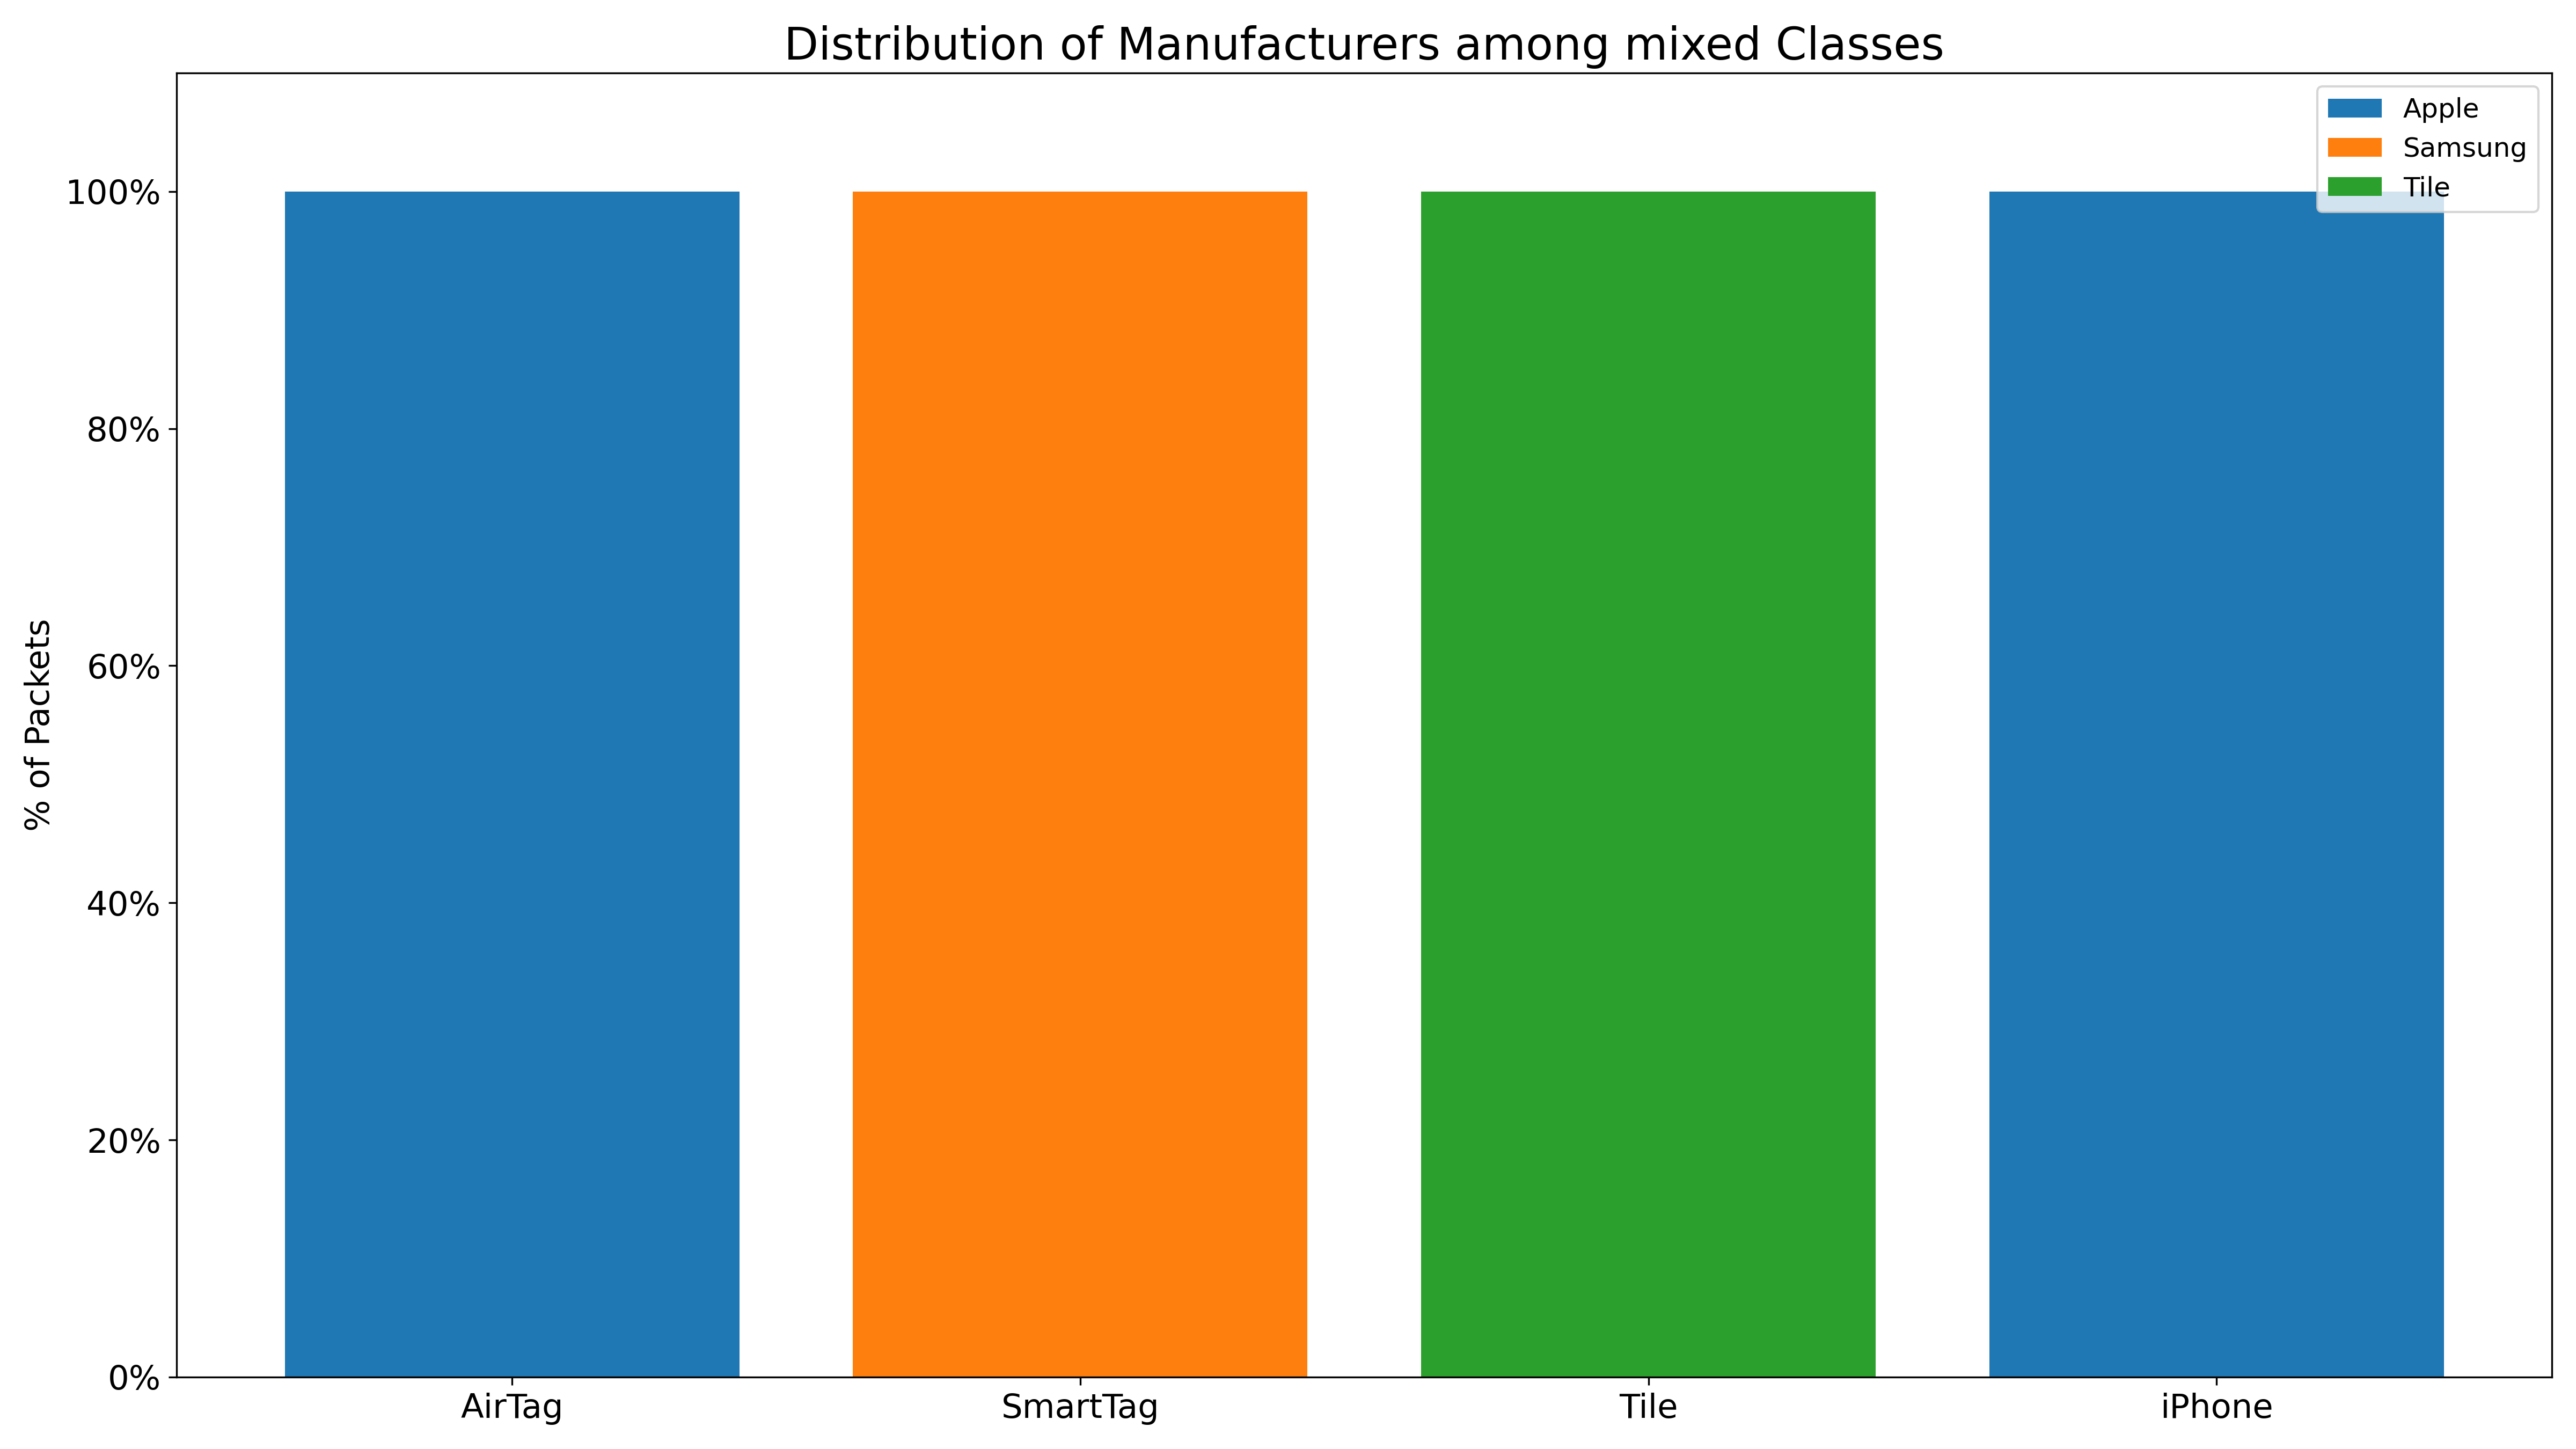 Distribution of Manufacturers among mixed Classes
Apple
Samsung
Tile
100%
80%
60%
40%
20%
0%
% of Packets
AirTag
SmartTag
Tile
iPhone